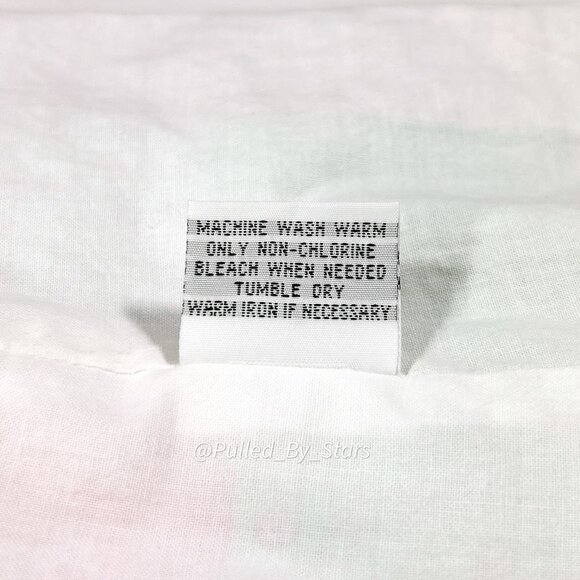 MACHINE WASH WARM
ONLY NON-CHLORINE
BLEACH WHEN NEEDED
TUMBLE DRY
WARM IRON IF NECESSARY
@Pulled_By_Stars